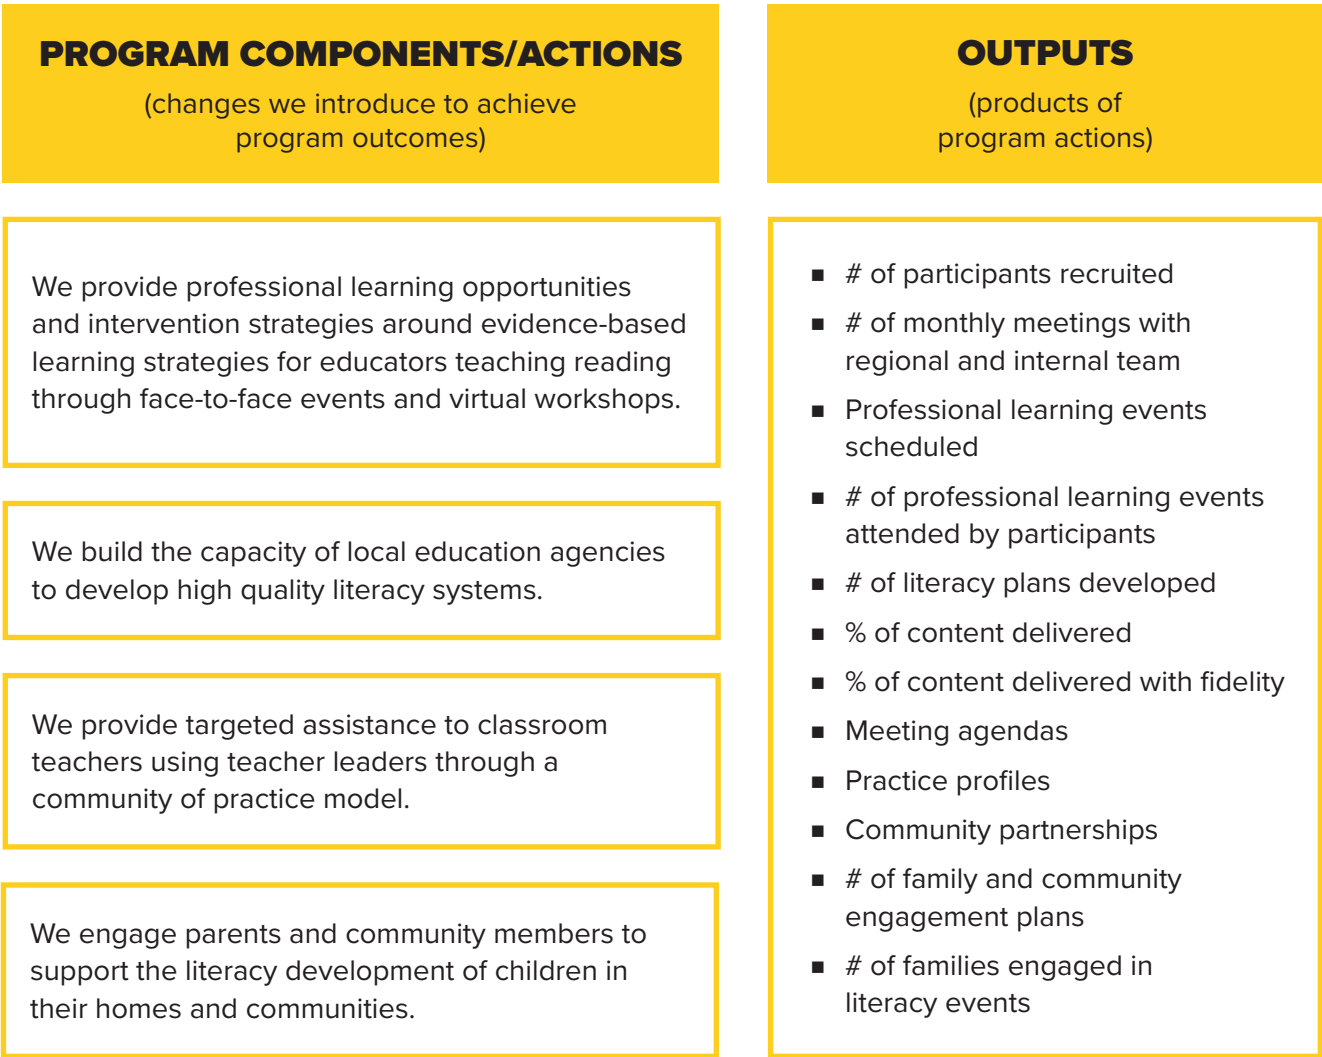 PROGRAM COMPONENTS/ACTIONS
(changes we introduce to achieve
program outcomes)
We provide professional learning opportunities
and intervention strategies around evidence-based
learning strategies for educators teaching reading
through face-to-face events and virtual workshops.
We build the capacity of local education agencies
to develop high quality literacy systems.
We provide targeted assistance to classroom
teachers using teacher leaders through a
community of practice model.
We engage parents and community members to
support the literacy development of children in
their homes and communities.
OUTPUTS
(products of
program actions)
▪ # of participants recruited
▪ # of monthly meetings with
regional and internal team
▪ Professional learning events
scheduled
▪ # of professional learning events
attended by participants
▪ # of literacy plans developed
▪ % of content delivered
▪ % of content delivered with fidelity
▪ Meeting agendas
▪ Practice profiles
▪ Community partnerships
▪ # of family and community
engagement plans
▪ # of families engaged in
literacy events